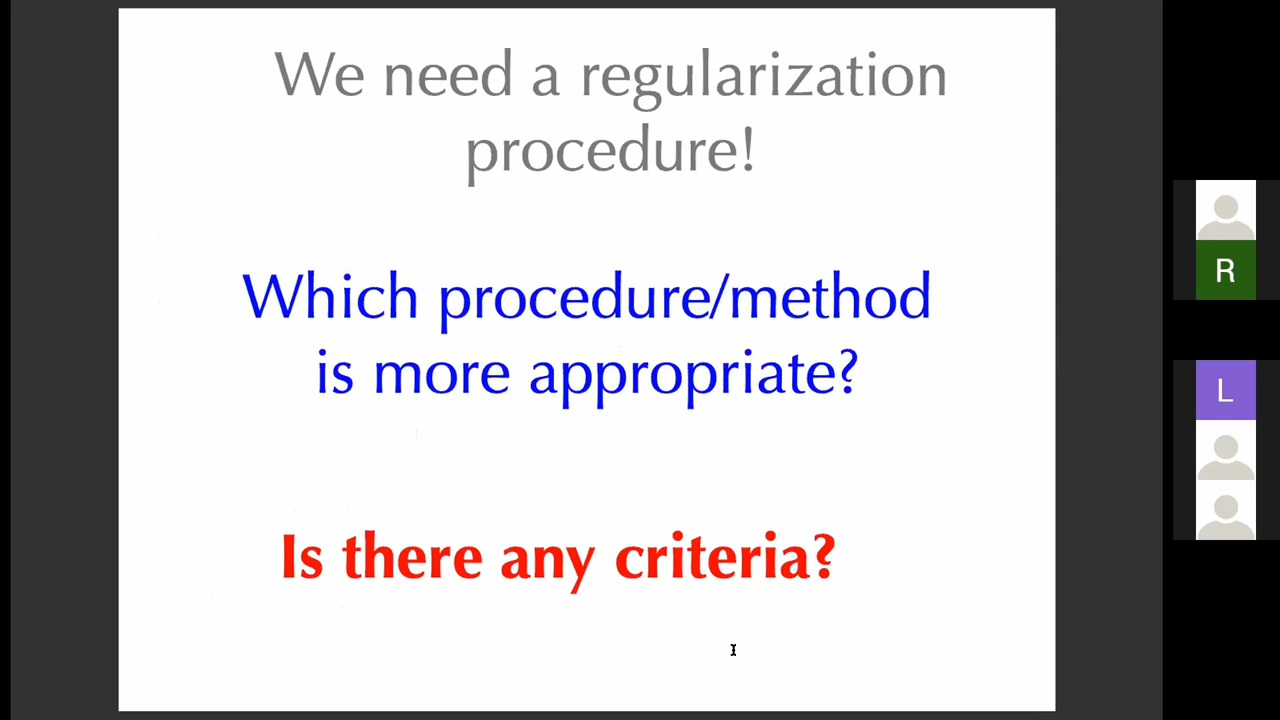 We need a regularization
procedure!
Which procedure/method
is more appropriate?
Is there any criteria?
R
L